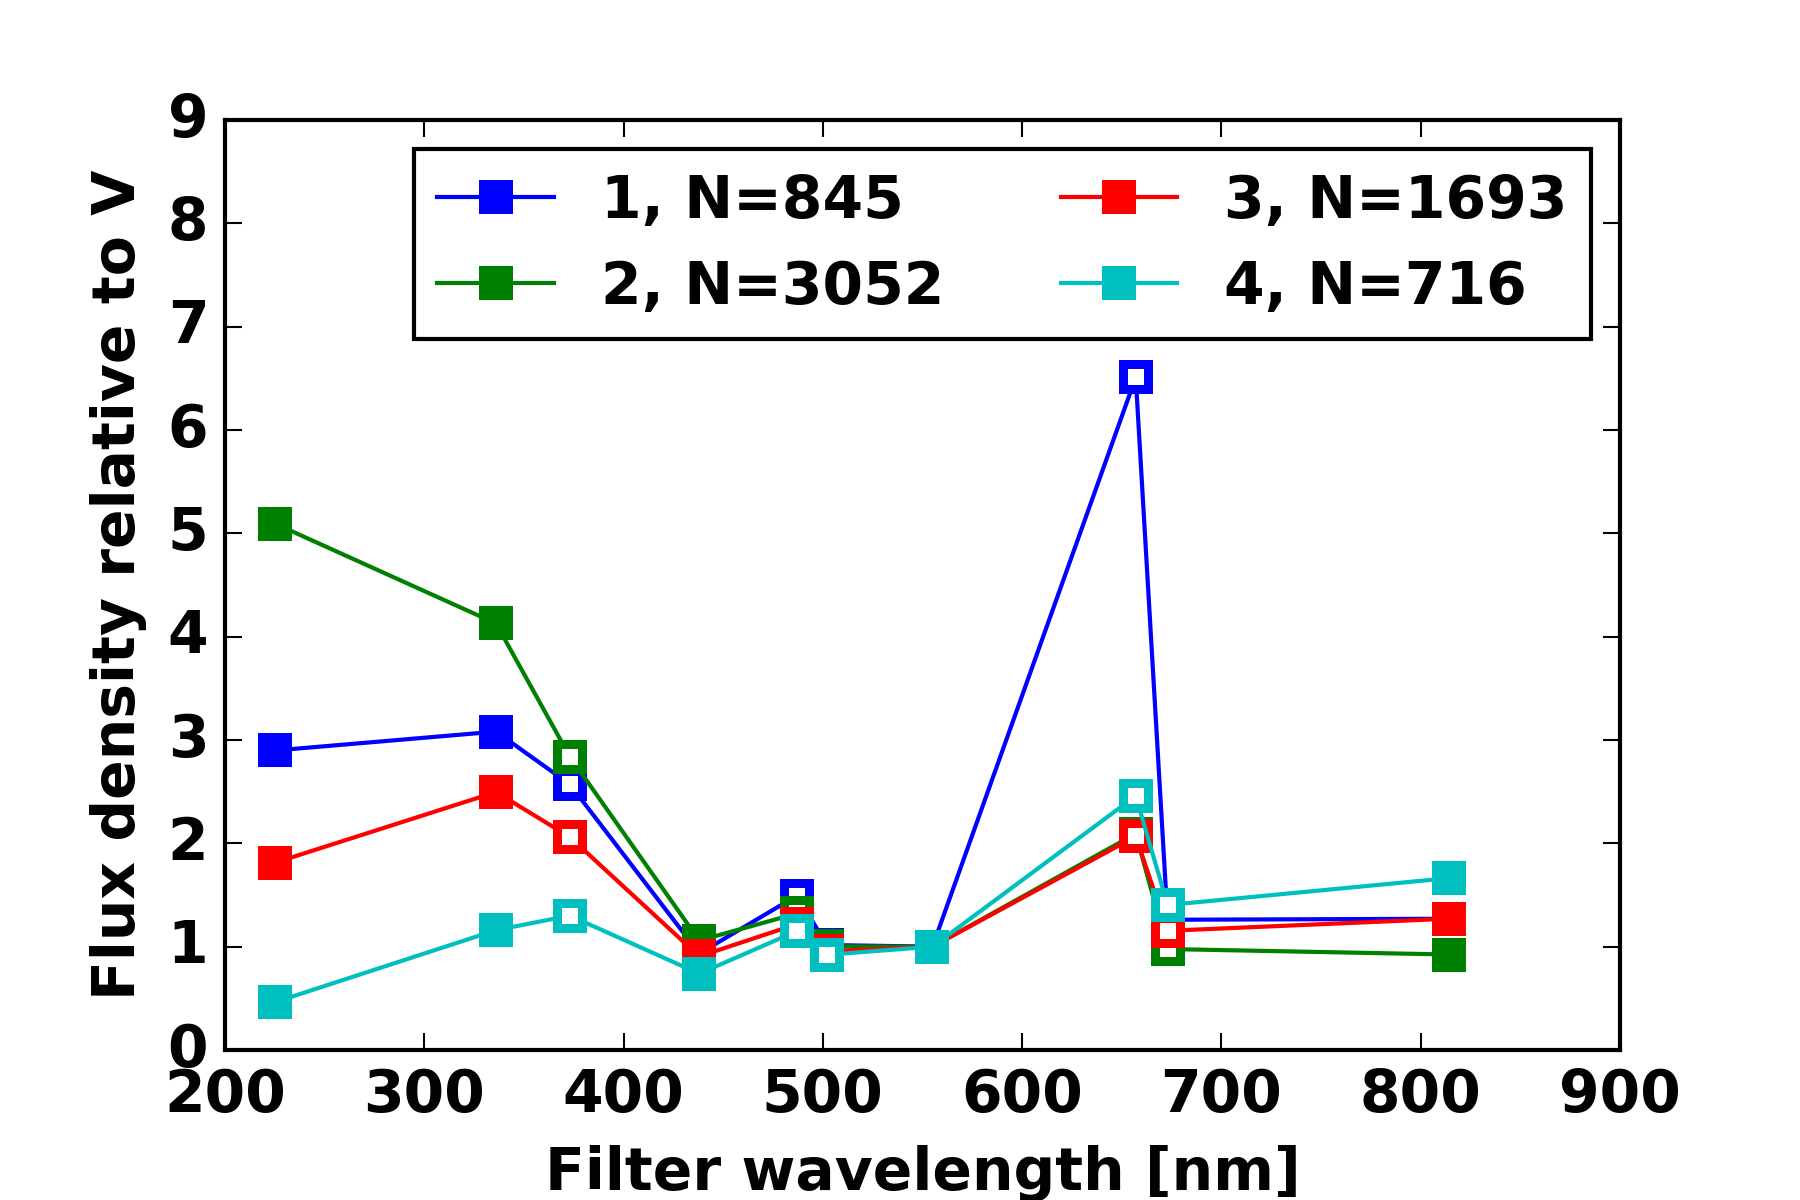 9
8
7
6
5
4
3
2
1
0
Flux density relative to V
1, N=845
2, N=3052
3, N=1693
4, N=716
200 300 400 500 600 700 800 900
Filter wavelength [nm]